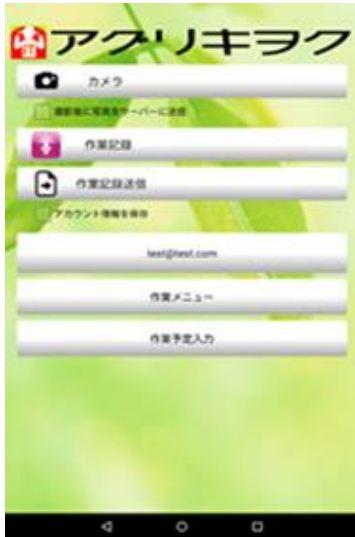 アグリキヲク
カメラ
撮影後に写真をサーバーに送信
作業記録
作業記録送信
アカウント情報を保存
test@test.com
作業メニュー
作業予定入力